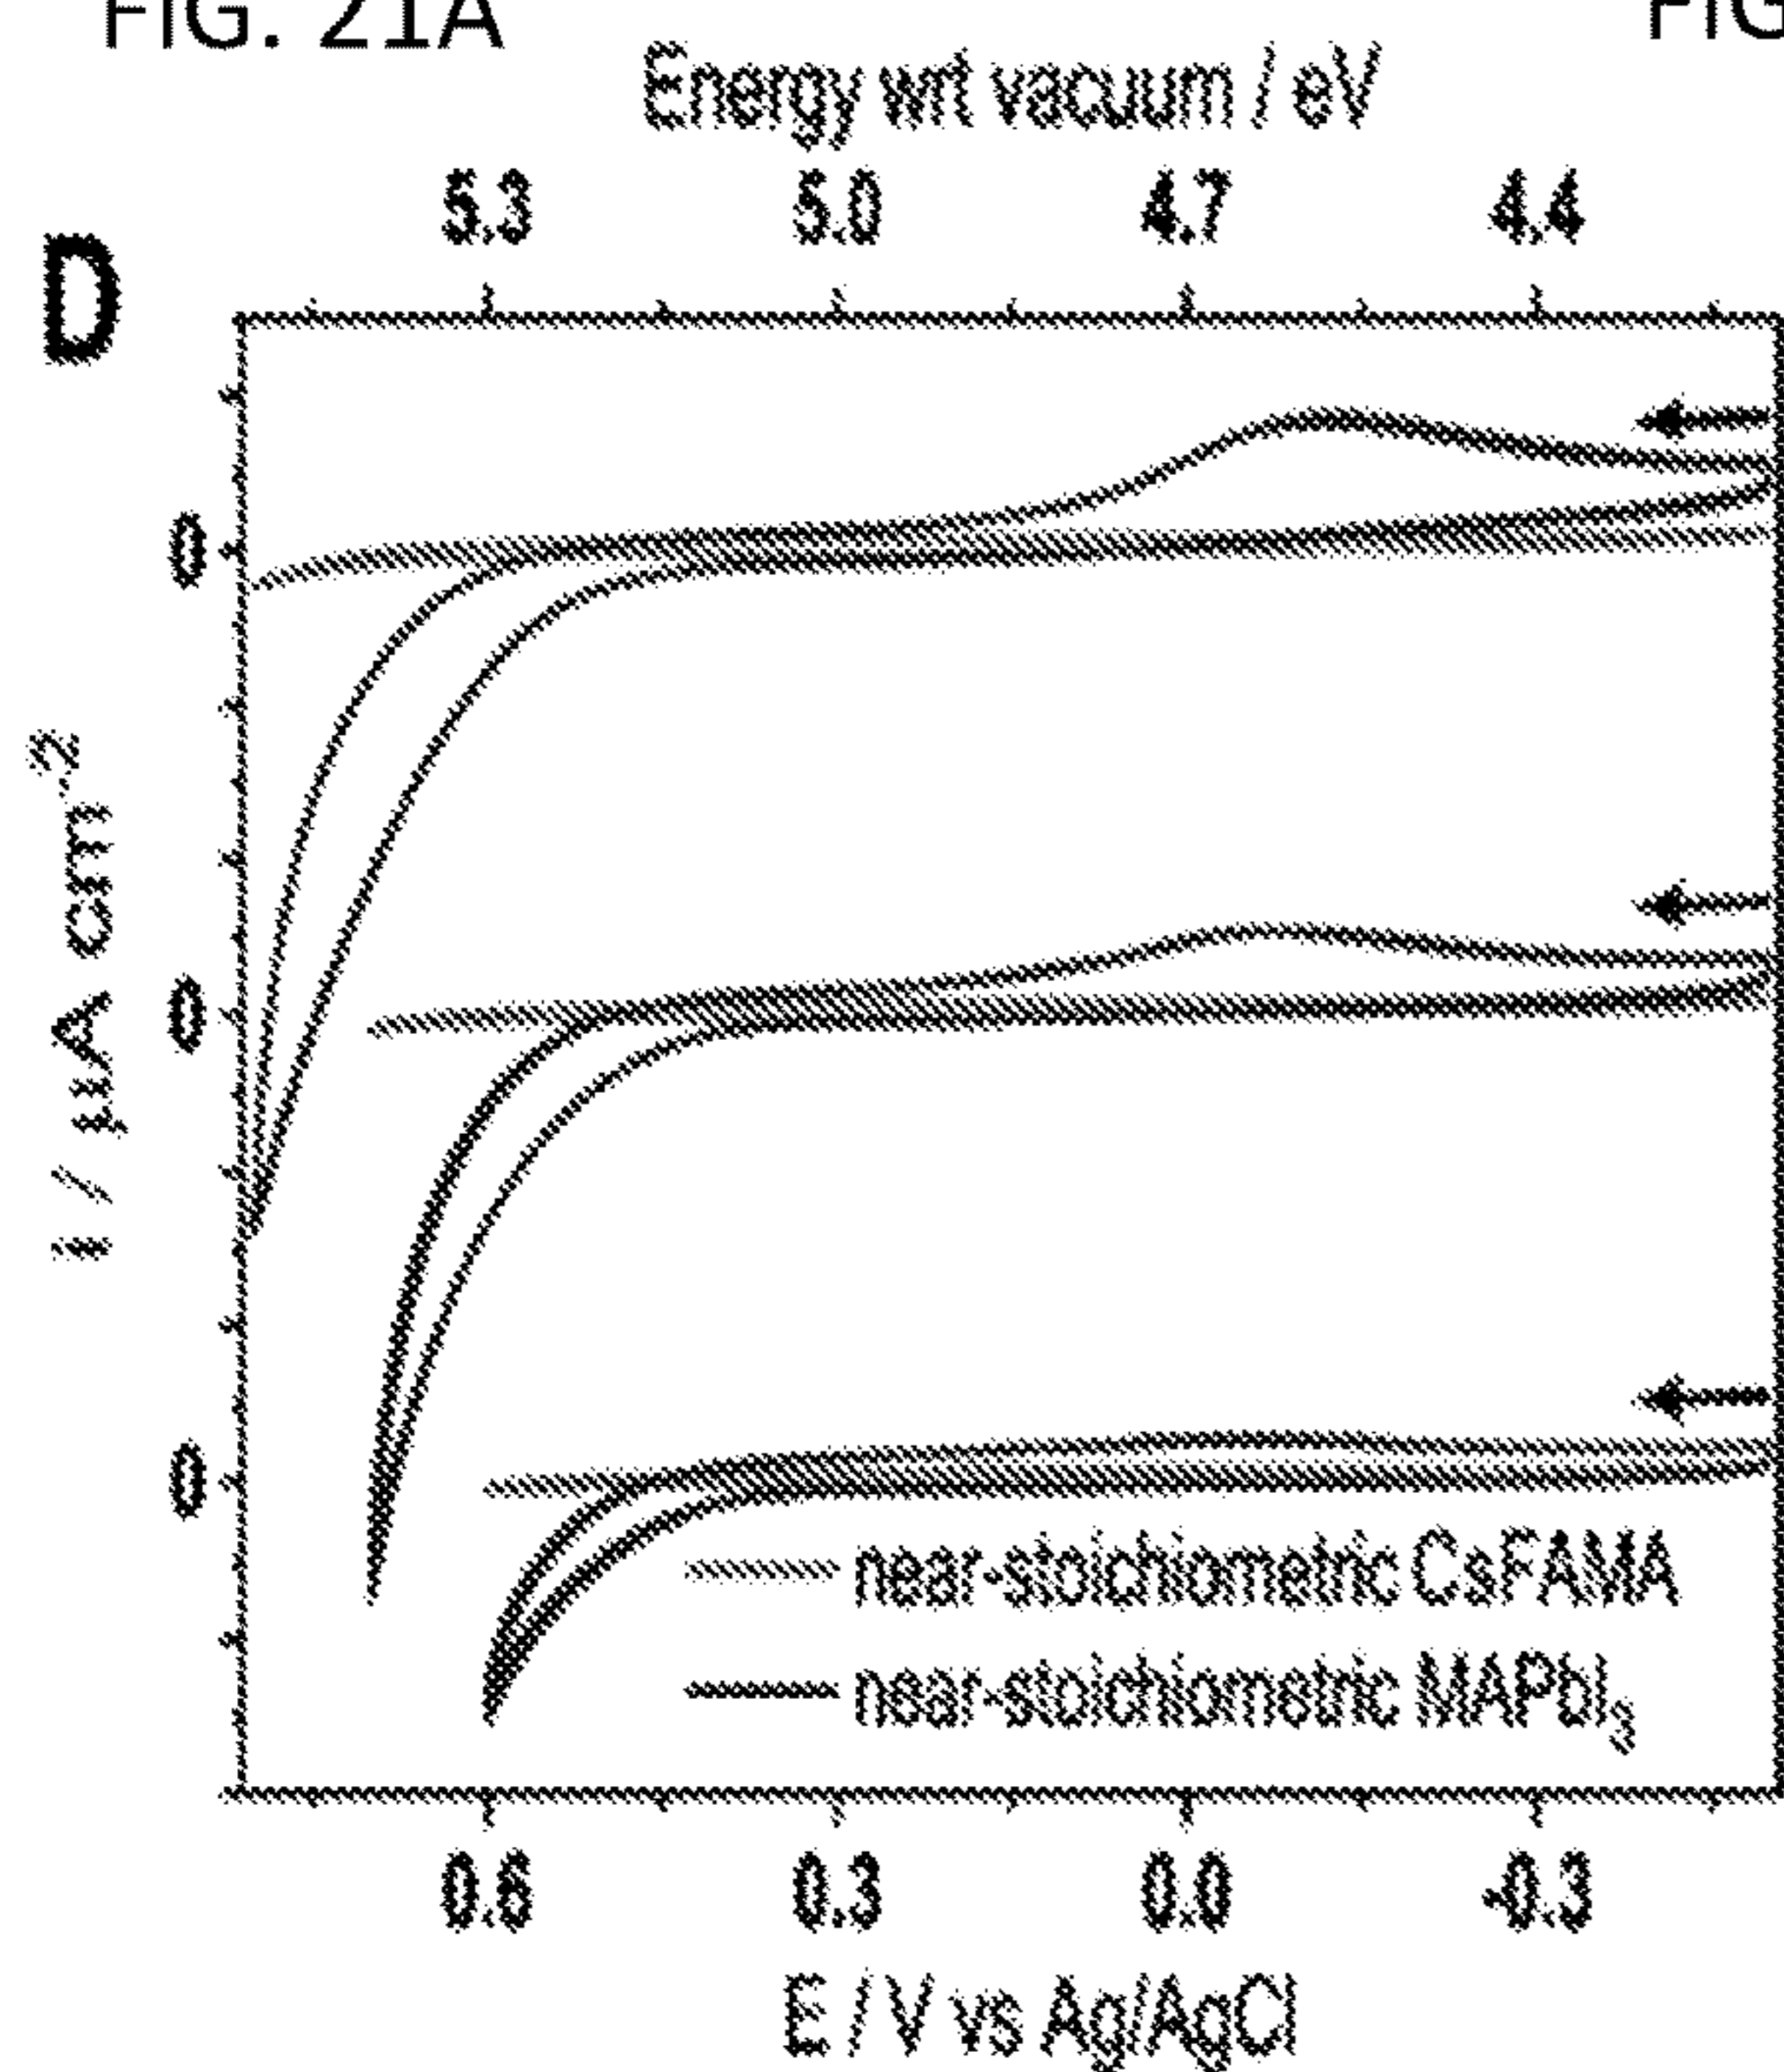 FIG. 21A
FIG
Energy wrt vacuum / eV
5.3 5.0 4.7 4.4
D
0
0
0
i / µA cm-2
near-stoichiometric CsFAMA
near-stoichiometric MAPbI3
0.6 0.3 0.0 -0.3
E / V vs Ag/AgCl